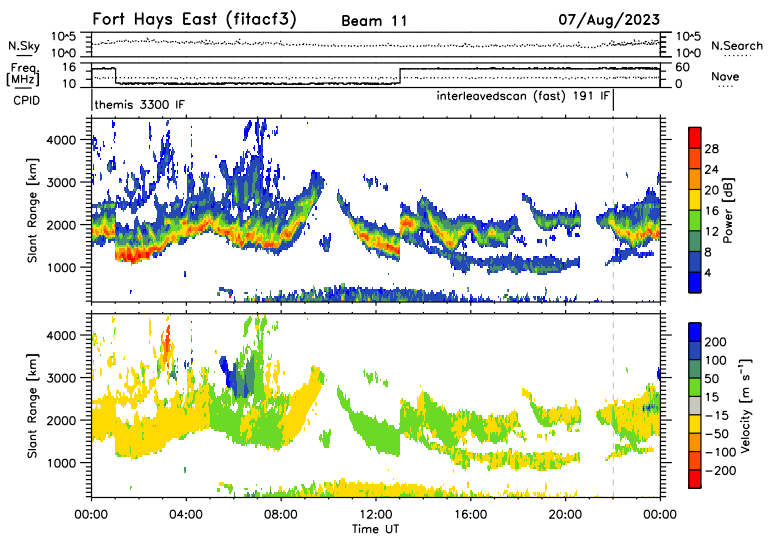 Fort Hays East (fitacf3) Beam 11 07/Aug/2023
N.Sky 10^5 10^0 10^5 10^0 N.Search
Freq. [MHz] 16 10 60 0 Nave
CPID themis 3300 IF interleavedscan (fast) 191 IF
Slant Range [km]
4000
3000
2000
1000
28
24
20
16
12
8
4
Power [dB]
Slant Range [km]
4000
3000
2000
1000
200
100
50
15
-15
-50
-100
-200
Velocity [m s⁻¹]
00:00 04:00 08:00 12:00 16:00 20:00 00:00
Time UT